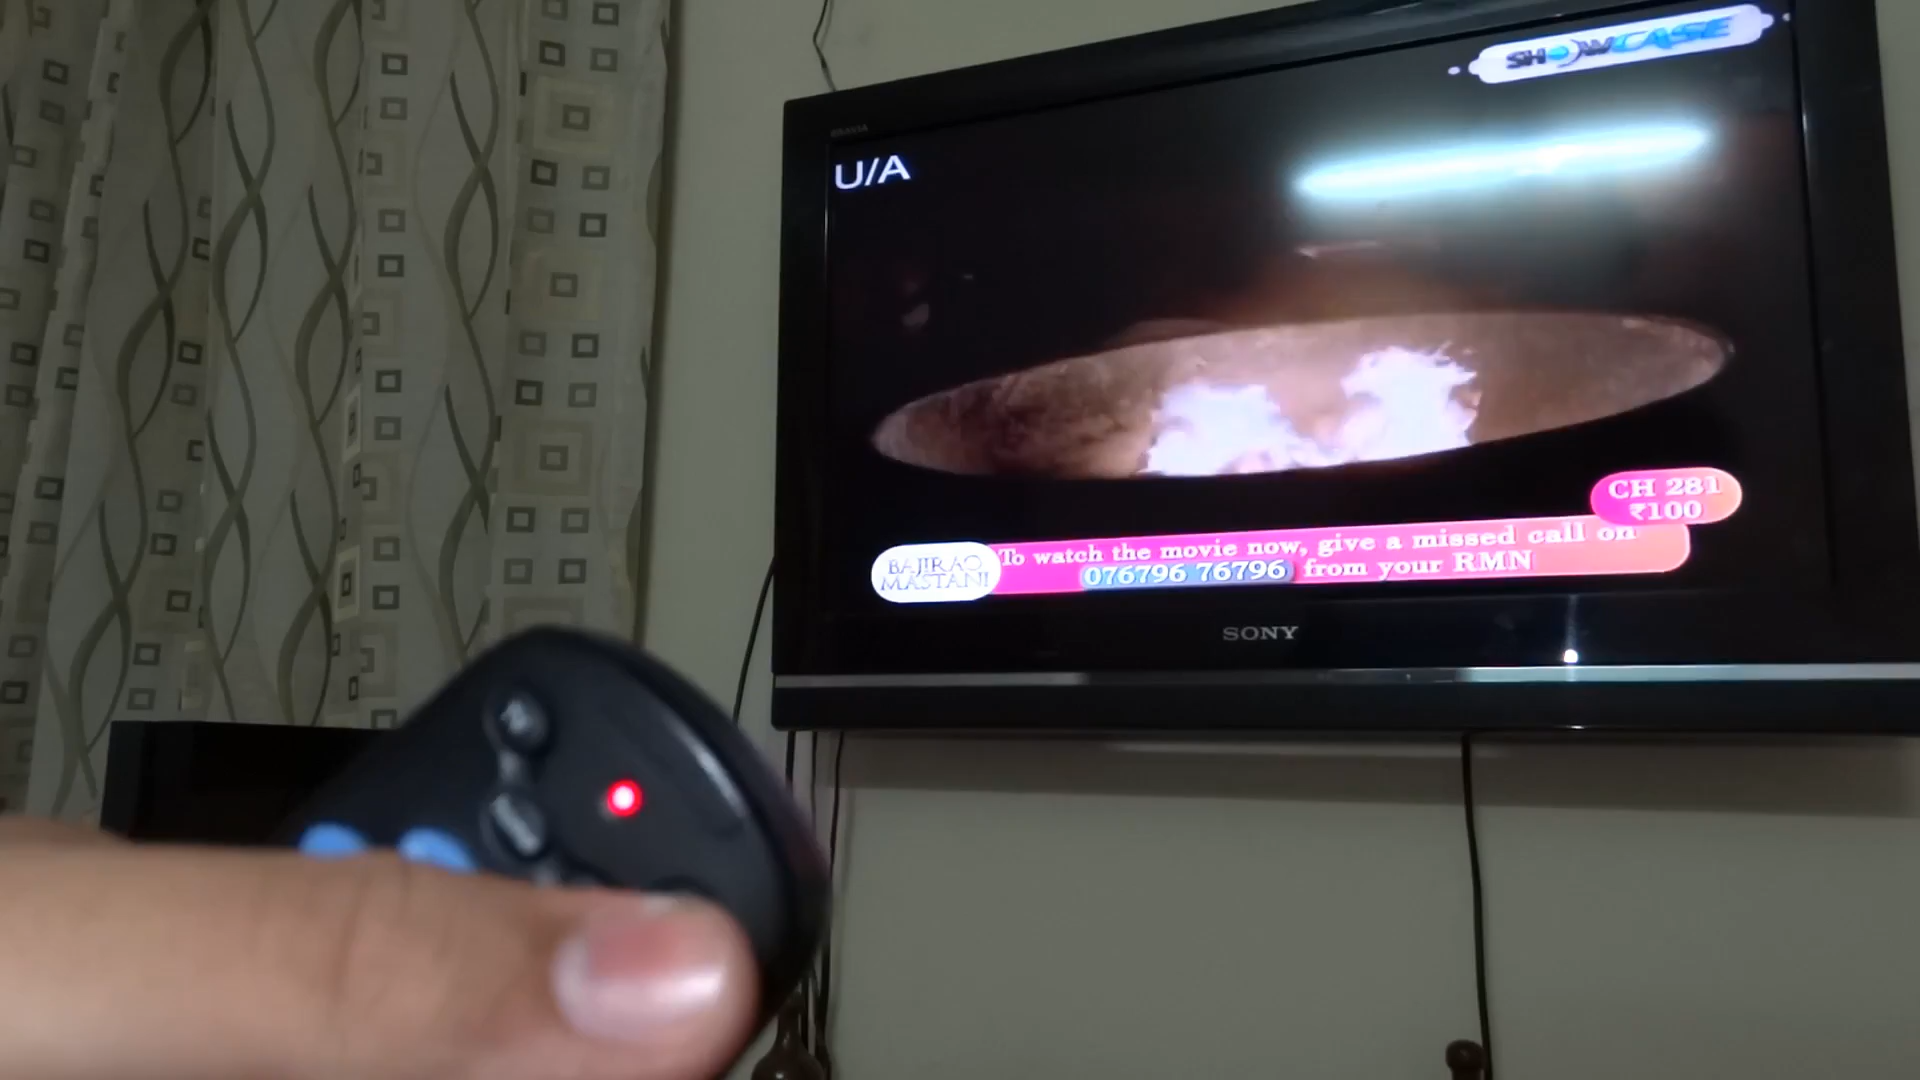 SHOWCASE
BRAVIA
U/A
CH 281
₹100
BAJIRAO
MASTANI
To watch the movie now, give a missed call on
076796 76796 from your RMN
SONY